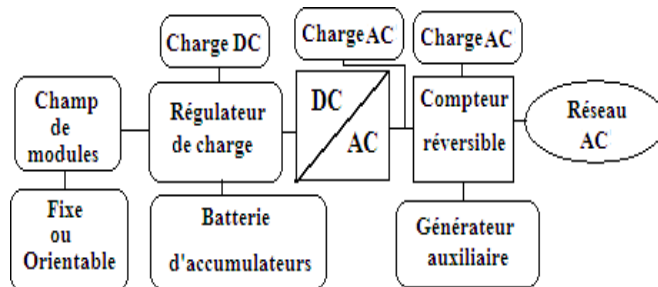 Charge DC
Charge AC
Charge AC
Champ
de
modules
Régulateur
de charge
DC
AC
Compteur
réversible
Réseau
AC
Fixe
ou
Orientable
Batterie
d'accumulateurs
Générateur
auxiliaire